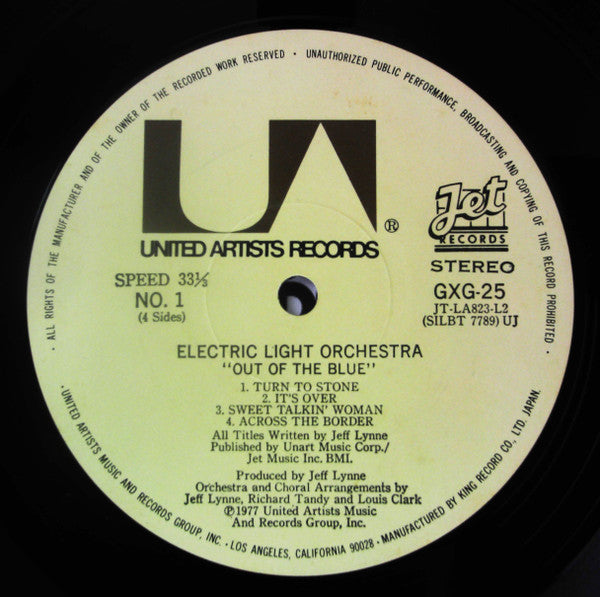 ALL RIGHTS OF THE MANUFACTURER AND OF THE OWNER OF THE RECORDED WORK RESERVED · UNAUTHORIZED PUBLIC PERFORMANCE, BROADCASTING AND COPYING OF THIS RECORD PROHIBITED ·
UA®
UNITED ARTISTS RECORDS
Jet
RECORDS
SPEED 33⅓
NO. 1
(4 Sides)
STEREO
GXG-25
JT-LA823-L2
(SILBT 7789) UJ
ELECTRIC LIGHT ORCHESTRA
"OUT OF THE BLUE"
1. TURN TO STONE
2. IT'S OVER
3. SWEET TALKIN' WOMAN
4. ACROSS THE BORDER
All Titles Written by Jeff Lynne
Published by Unart Music Corp./
Jet Music Inc. BMI.
Produced by Jeff Lynne
Orchestra and Choral Arrangements by
Jeff Lynne, Richard Tandy and Louis Clark
℗1977 United Artists Music
And Records Group, Inc.
· UNITED ARTISTS MUSIC AND RECORDS GROUP, INC. · LOS ANGELES, CALIFORNIA 90028 · MANUFACTURED BY KING RECORD CO., LTD. JAPAN.